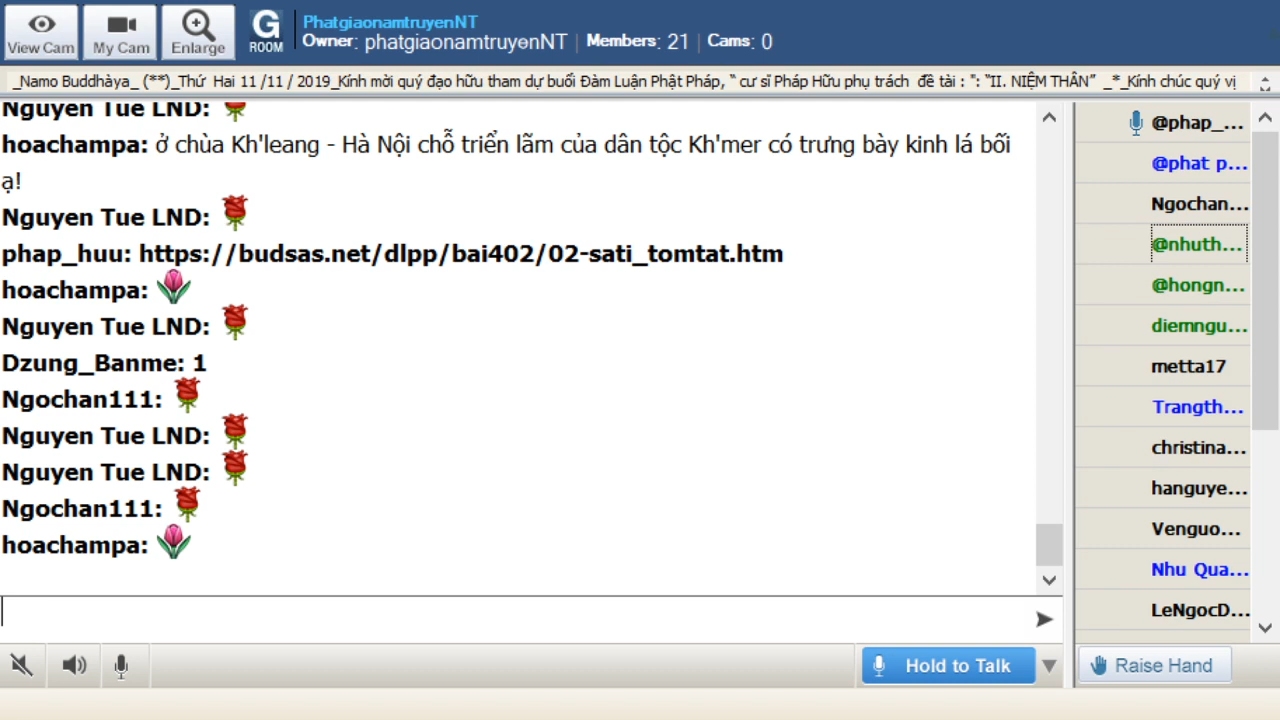 View Cam
My Cam
Enlarge
G
ROOM
PhatgiaonamtruyenNT
Owner: phatgiaonamtruyenNT | Members: 21 | Cams: 0
_Namo Buddhàya_ (**)_Thứ Hai 11 /11 / 2019_Kính mời quý đạo hữu tham dự buổi Đàm Luận Phật Pháp, “ cư sĩ Pháp Hữu phụ trách đề tài : ": “II. NIỆM THÂN” _*_Kính chúc quý vị
Nguyen Tue LND:
hoachampa: ở chùa Kh'leang - Hà Nội chỗ triển lãm của dân tộc Kh'mer có trưng bày kinh lá bối
ạ!
Nguyen Tue LND:
phap_huu: https://budsas.net/dlpp/bai402/02-sati_tomtat.htm
hoachampa:
Nguyen Tue LND:
Dzung_Banme: 1
Ngochan111:
Nguyen Tue LND:
Nguyen Tue LND:
Ngochan111:
hoachampa:
@phap_...
@phat p...
Ngochan...
@nhuth...
@hongn...
diemngu...
metta17
Trangth...
christina...
hanguye...
Venguo...
Nhu Qua...
LeNgocD...
Hold to Talk
Raise Hand